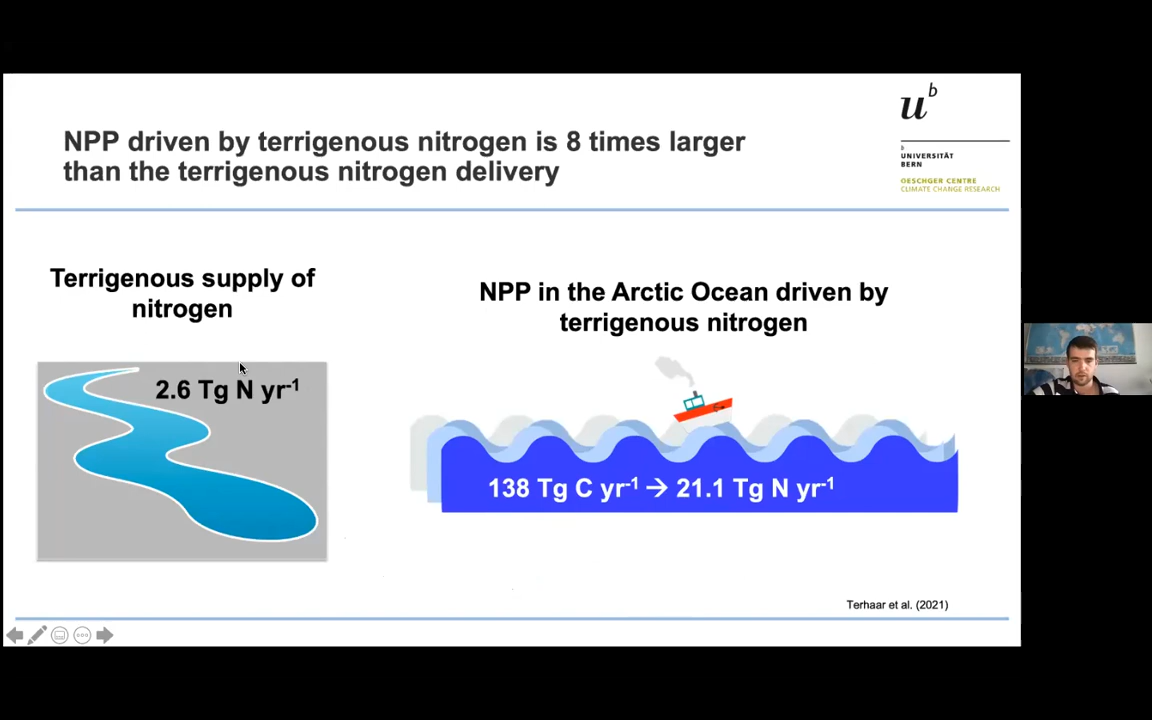 NPP driven by terrigenous nitrogen is 8 times larger
than the terrigenous nitrogen delivery
u^b
b
UNIVERSITÄT
BERN
OESCHGER CENTRE
CLIMATE CHANGE RESEARCH
Terrigenous supply of
nitrogen
2.6 Tg N yr⁻¹
NPP in the Arctic Ocean driven by
terrigenous nitrogen
138 Tg C yr⁻¹ → 21.1 Tg N yr⁻¹
Terhaar et al. (2021)